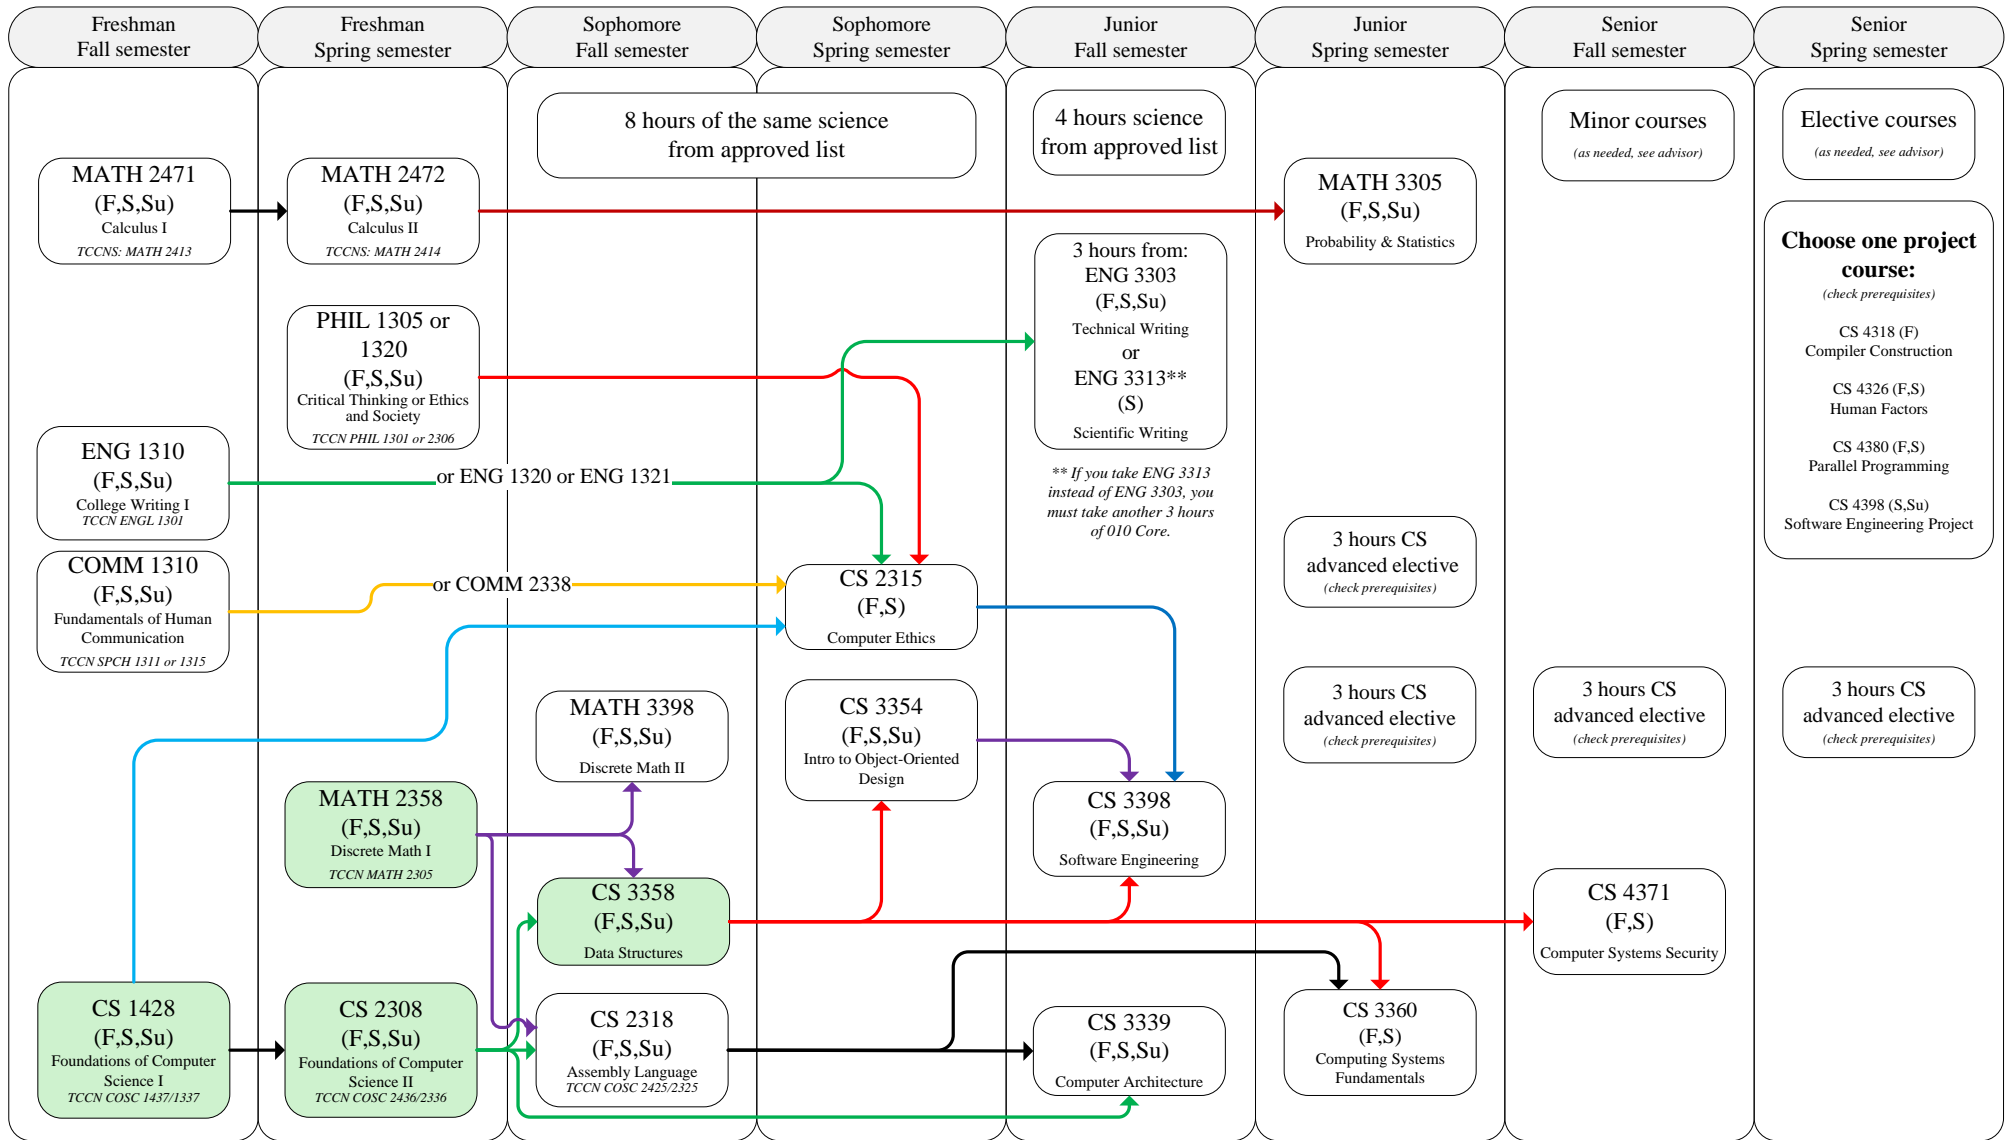 Freshman
Fall semester
Freshman
Spring semester
Sophomore
Fall semester
Sophomore
Spring semester
Junior
Fall semester
Junior
Spring semester
Senior
Fall semester
Senior
Spring semester
MATH 2471
(F,S,Su)
Calculus I
TCCNS: MATH 2413
ENG 1310
(F,S,Su)
College Writing I
TCCN ENGL 1301
COMM 1310
(F,S,Su)
Fundamentals of Human
Communication
TCCN SPCH 1311 or 1315
CS 1428
(F,S,Su)
Foundations of Computer
Science I
TCCN COSC 1437/1337
MATH 2472
(F,S,Su)
Calculus II
TCCNS: MATH 2414
PHIL 1305 or
1320
(F,S,Su)
Critical Thinking or Ethics
and Society
TCCN PHIL 1301 or 2306
or ENG 1320 or ENG 1321
or COMM 2338
MATH 2358
(F,S,Su)
Discrete Math I
TCCN MATH 2305
CS 2308
(F,S,Su)
Foundations of Computer
Science II
TCCN COSC 2436/2336
8 hours of the same science
from approved list
MATH 3398
(F,S,Su)
Discrete Math II
CS 3358
(F,S,Su)
Data Structures
CS 2318
(F,S,Su)
Assembly Language
TCCN COSC 2425/2325
CS 2315
(F,S)
Computer Ethics
CS 3354
(F,S,Su)
Intro to Object-Oriented
Design
4 hours science
from approved list
3 hours from:
ENG 3303
(F,S,Su)
Technical Writing
or
ENG 3313**
(S)
Scientific Writing
** If you take ENG 3313
instead of ENG 3303, you
must take another 3 hours
of 010 Core.
CS 3398
(F,S,Su)
Software Engineering
CS 3339
(F,S,Su)
Computer Architecture
MATH 3305
(F,S,Su)
Probability & Statistics
3 hours CS
advanced elective
(check prerequisites)
3 hours CS
advanced elective
(check prerequisites)
CS 3360
(F,S)
Computing Systems
Fundamentals
Minor courses
(as needed, see advisor)
3 hours CS
advanced elective
(check prerequisites)
CS 4371
(F,S)
Computer Systems Security
Elective courses
(as needed, see advisor)
Choose one project
course:
(check prerequisites)
CS 4318 (F)
Compiler Construction
CS 4326 (F,S)
Human Factors
CS 4380 (F,S)
Parallel Programming
CS 4398 (S,Su)
Software Engineering Project
3 hours CS
advanced elective
(check prerequisites)